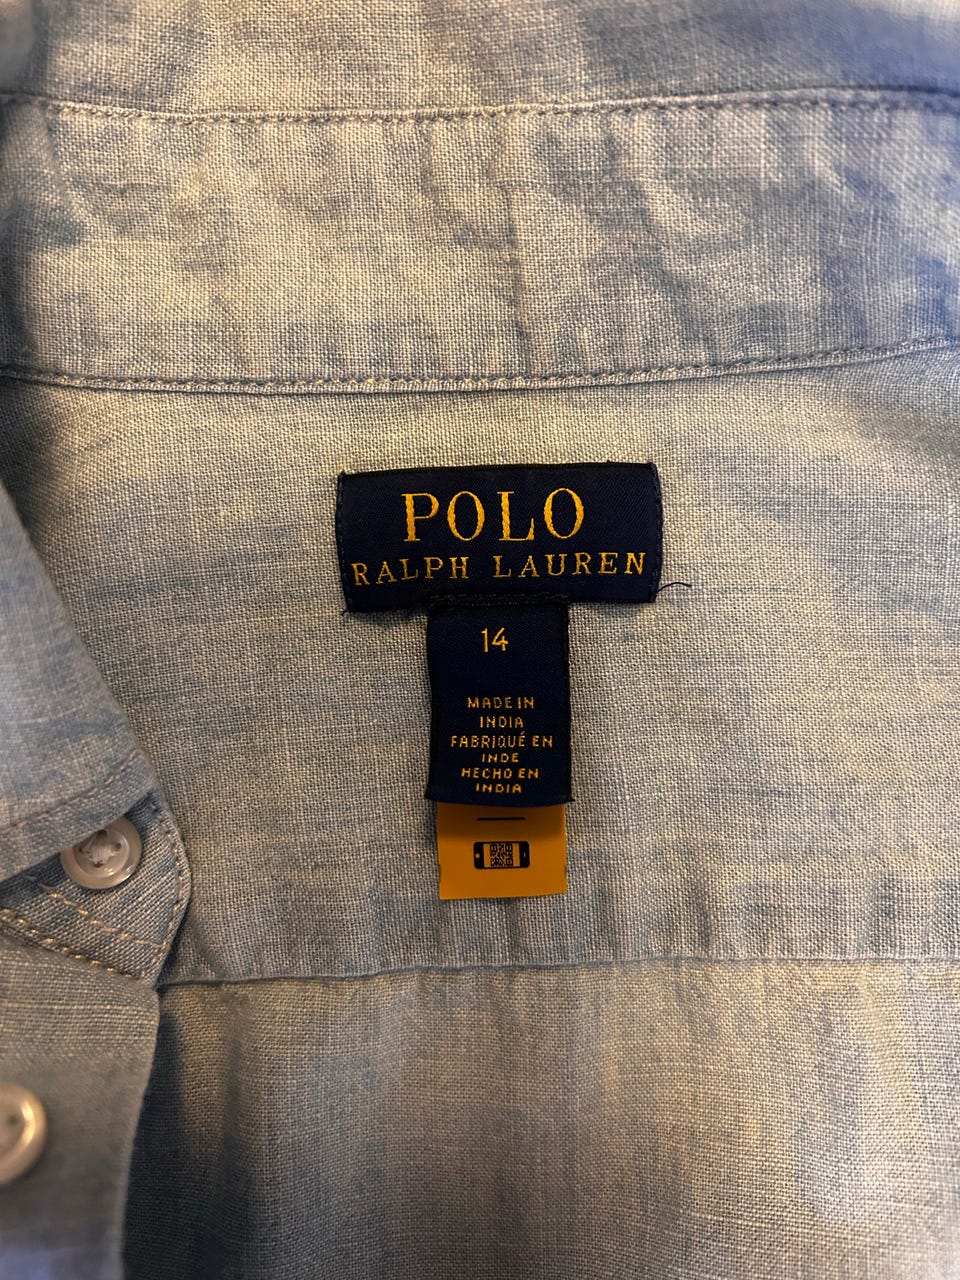 POLO
RALPH LAUREN
14
MADE IN
INDIA
FABRIQUÉ EN
INDE
HECHO EN
INDIA